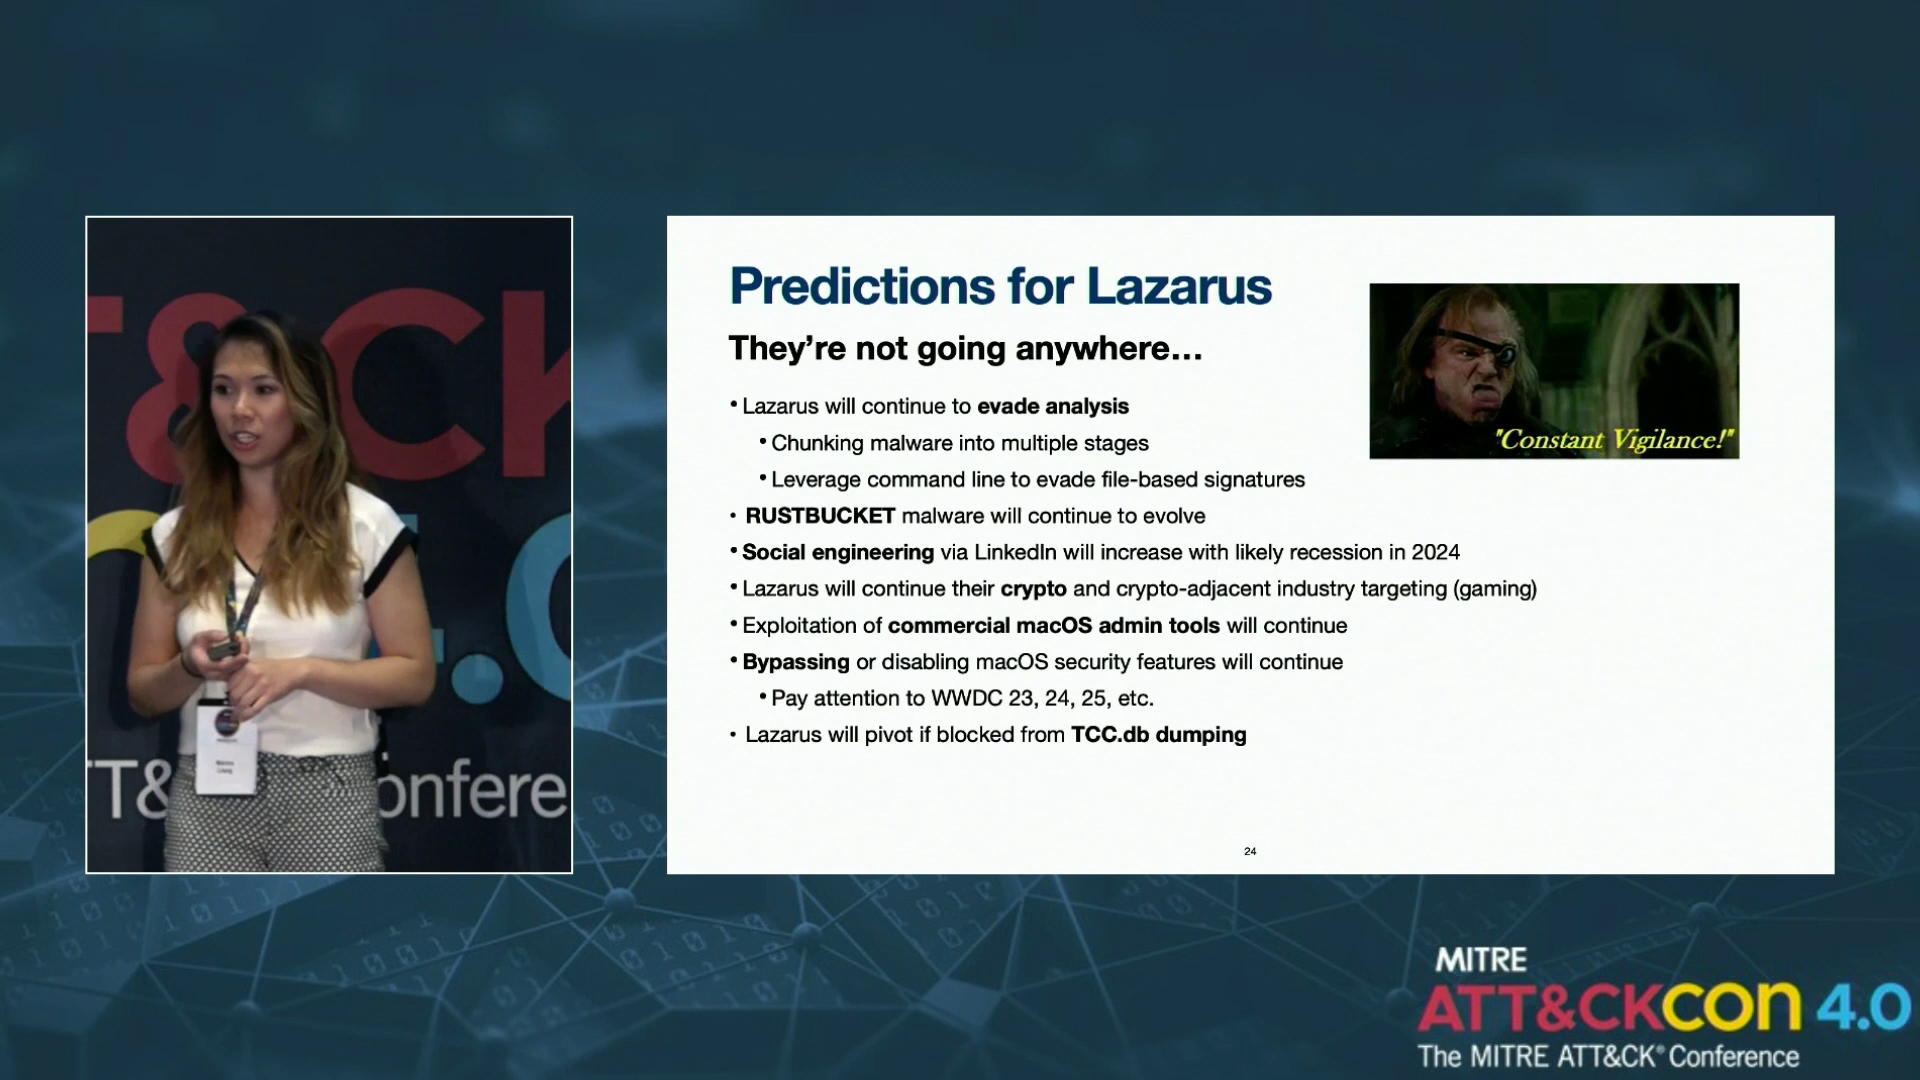 T&CK
4.0
TT& onfere
Predictions for Lazarus
They’re not going anywhere…
"Constant Vigilance!"
• Lazarus will continue to evade analysis
• Chunking malware into multiple stages
• Leverage command line to evade file-based signatures
• RUSTBUCKET malware will continue to evolve
• Social engineering via LinkedIn will increase with likely recession in 2024
• Lazarus will continue their crypto and crypto-adjacent industry targeting (gaming)
• Exploitation of commercial macOS admin tools will continue
• Bypassing or disabling macOS security features will continue
• Pay attention to WWDC 23, 24, 25, etc.
• Lazarus will pivot if blocked from TCC.db dumping
24
MITRE
ATT&CKCON 4.0
The MITRE ATT&CK® Conference